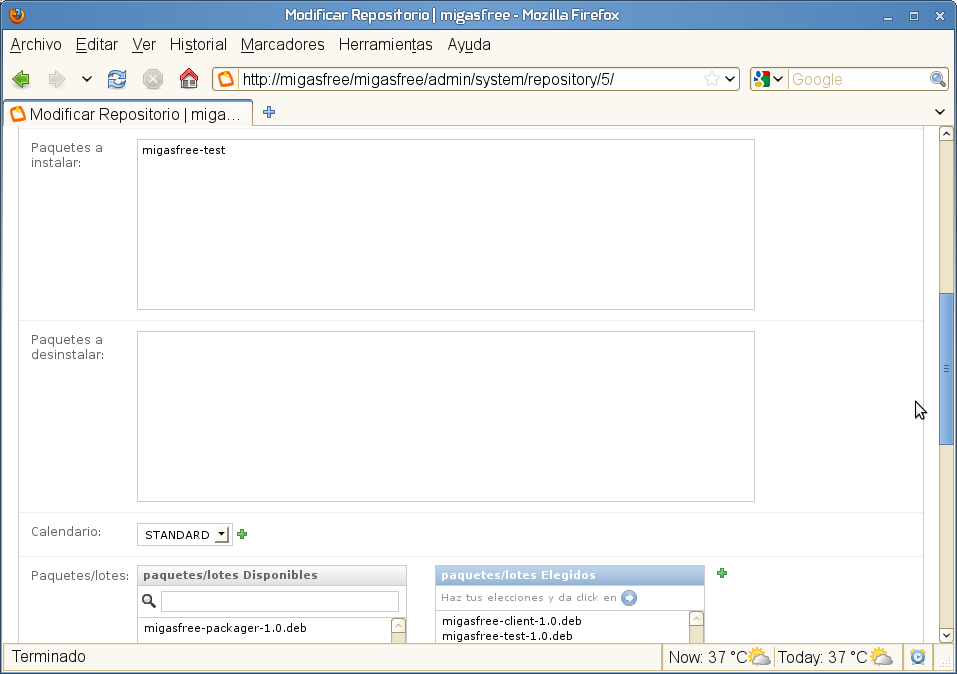 Modificar Repositorio | migasfree - Mozilla Firefox
Archivo Editar Ver Historial Marcadores Herramientas Ayuda
http://migasfree/migasfree/admin/system/repository/5/
Google
Modificar Repositorio | miga...
Paquetes a
instalar:
migasfree-test
Paquetes a
desinstalar:
Calendario:
STANDARD
Paquetes/lotes:
paquetes/lotes Disponibles
migasfree-packager-1.0.deb
paquetes/lotes Elegidos
Haz tus elecciones y da click en
migasfree-client-1.0.deb
migasfree-test-1.0.deb
Terminado
Now: 37 °C
Today: 37 °C